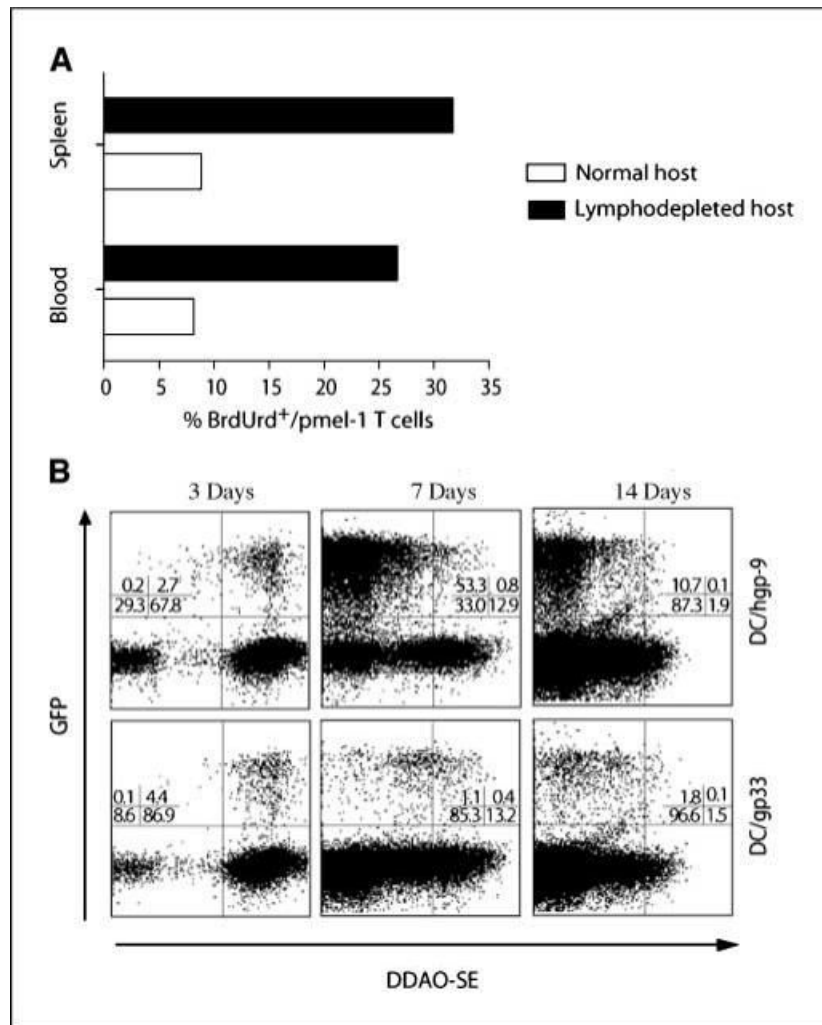 A
Spleen
Blood
0 5 10 15 20 25 30 35
% BrdUrd⁺/pmel-1 T cells
Normal host
Lymphodepleted host
B
3 Days 7 Days 14 Days
0.2 2.7
29.3 67.8
53.3 0.8
33.0 12.9
10.7 0.1
87.3 1.9
DC/hgp-9
GFP
0.1 4.4
8.6 86.9
1.1 0.4
85.3 13.2
1.8 0.1
96.6 1.5
DC/gp33
DDAO-SE